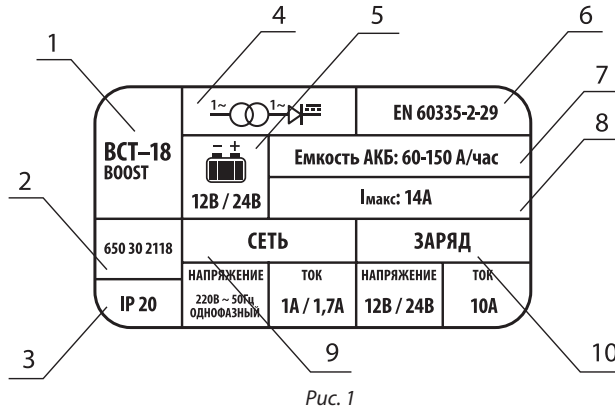 4
5
6
1
7
8
1~ 1~
EN 60335-2-29
BCT–18
BOOST
– +
12В / 24В
Емкость АКБ: 60-150 А/час
Iмакс: 14А
2
650 30 2118
СЕТЬ
ЗАРЯД
НАПРЯЖЕНИЕ
ТОК
НАПРЯЖЕНИЕ
ТОК
IP 20
220В ~ 50Гц
ОДНОФАЗНЫЙ
1А / 1,7А
12В / 24В
10А
3
9
10
Рис. 1